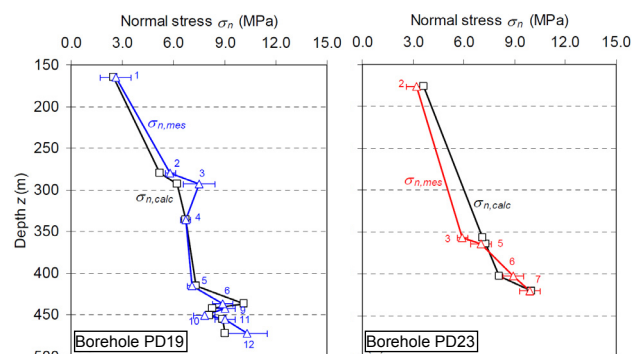 Normal stress σn (MPa)
0.0 3.0 6.0 9.0 12.0 15.0
Normal stress σn (MPa)
0.0 3.0 6.0 9.0 12.0 15.0
Depth z (m)
150
200
250
300
350
400
450
500
1
σn,mes
2
3
σn,calc
4
5
6
9
10
11
12
Borehole PD19
2
σn,mes
σn,calc
3
5
6
7
Borehole PD23